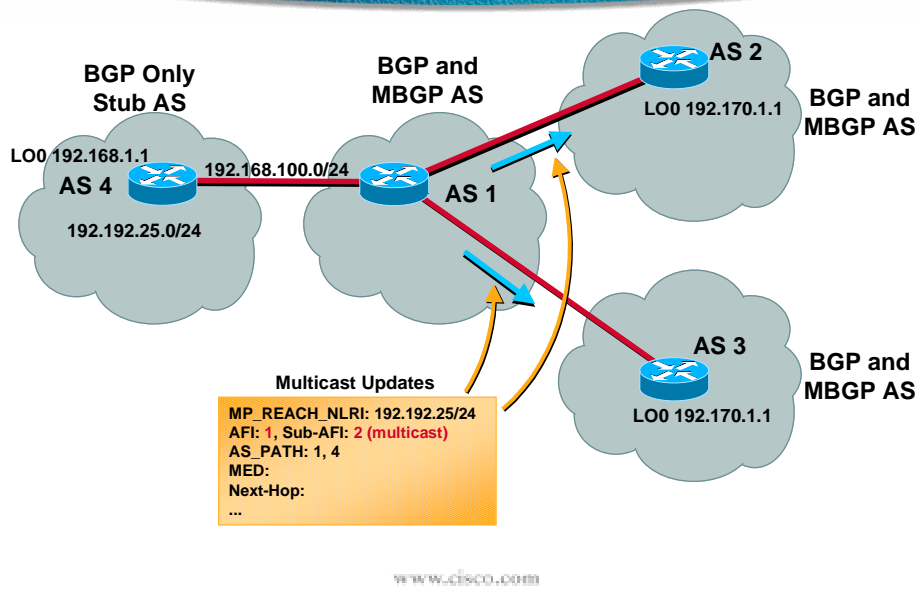 BGP Only
Stub AS
BGP and
MBGP AS
AS 2
LO0 192.170.1.1
BGP and
MBGP AS
LO0 192.168.1.1
192.168.100.0/24
AS 4
AS 1
192.192.25.0/24
AS 3
BGP and
MBGP AS
LO0 192.170.1.1
Multicast Updates
MP_REACH_NLRI: 192.192.25/24
AFI: 1, Sub-AFI: 2 (multicast)
AS_PATH: 1, 4
MED:
Next-Hop:
...
www.cisco.com